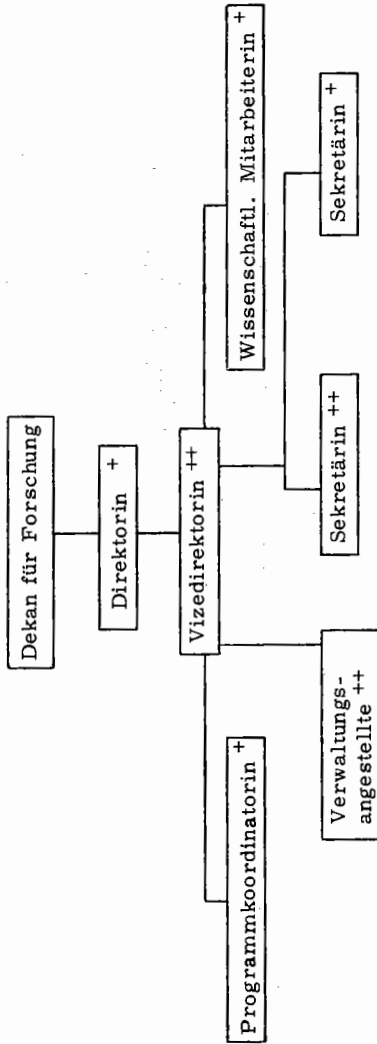 Dekan für Forschung
Direktorin +
Vizedirektorin ++
Programmkoordinatorin +
Wissenschaftl. Mitarbeiterin +
Verwaltungs-
angestellte ++
Sekretärin ++
Sekretärin +